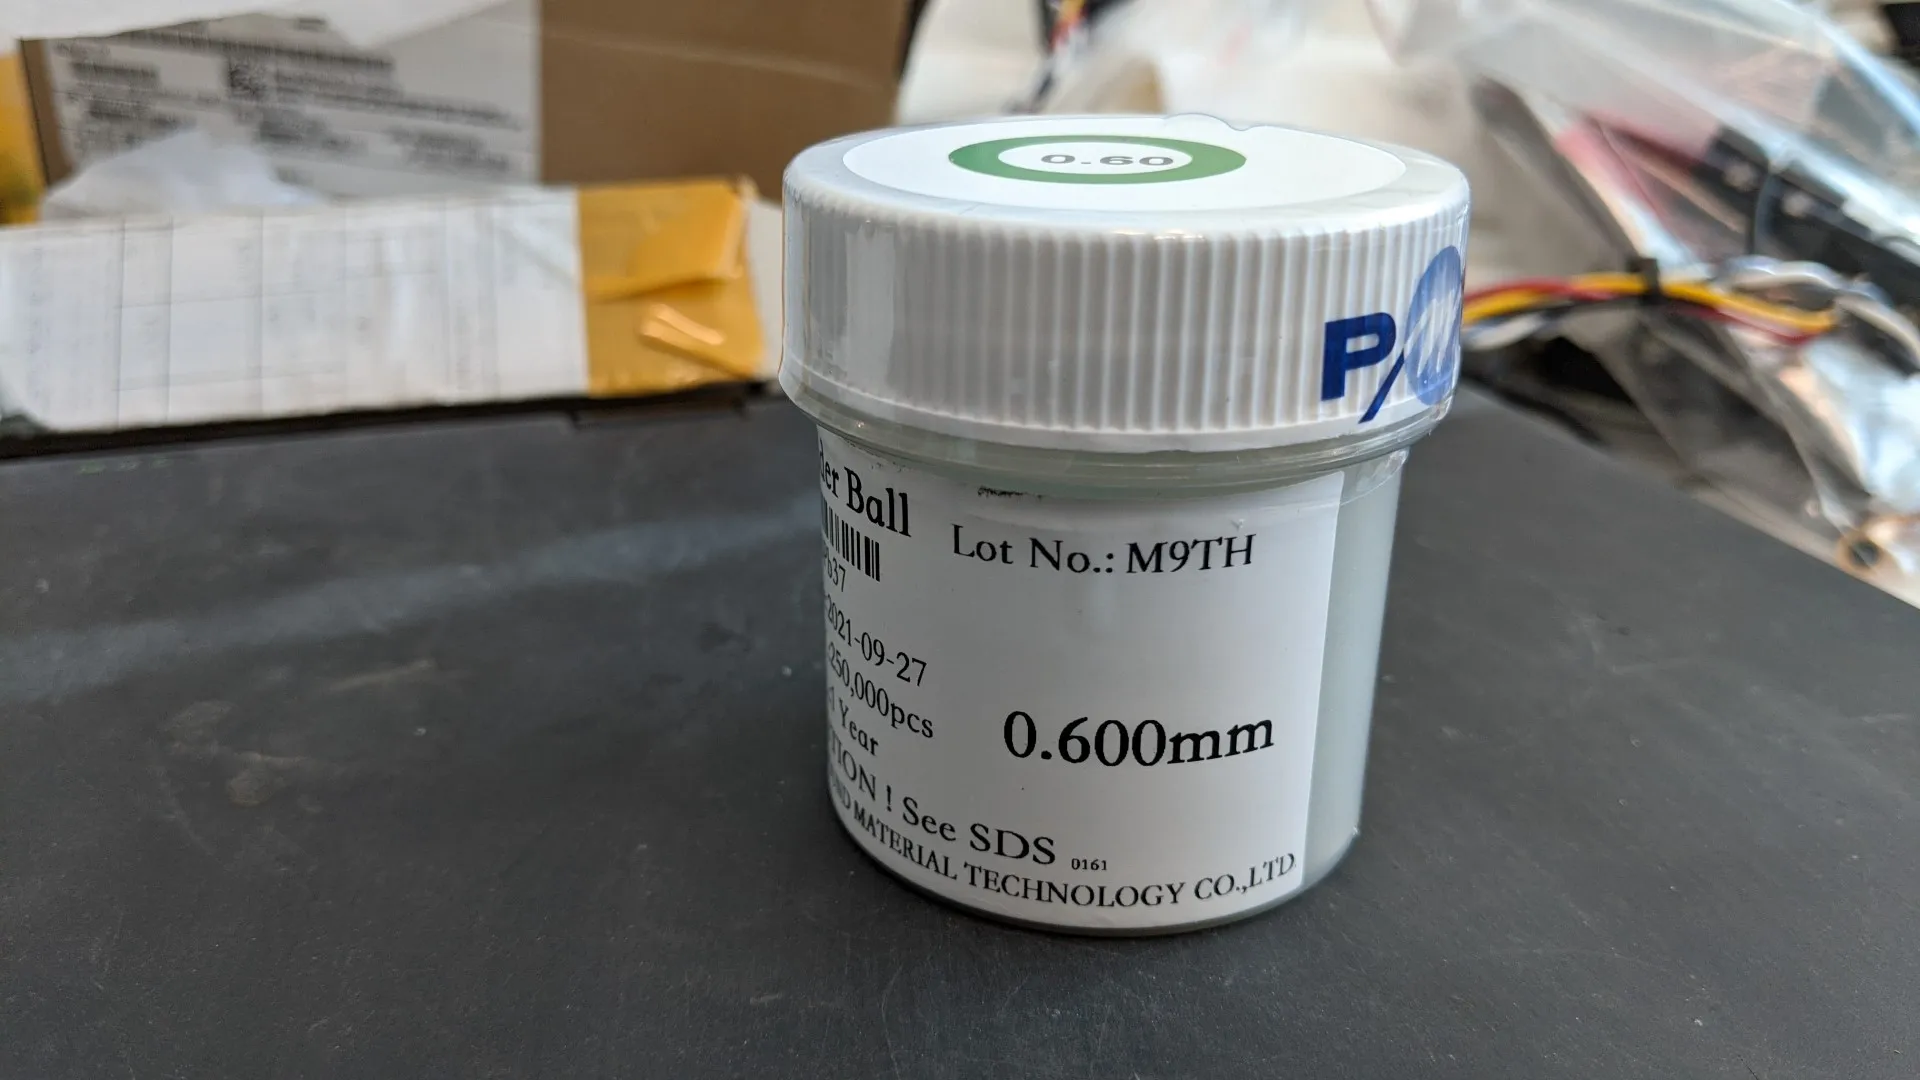 0.60
P/M
der Ball
Lot No.: M9TH
Pb37
2021-09-27
250,000pcs
0.600mm
Year
TION ! See SDS
0161
MATERIAL TECHNOLOGY CO.,LTD.